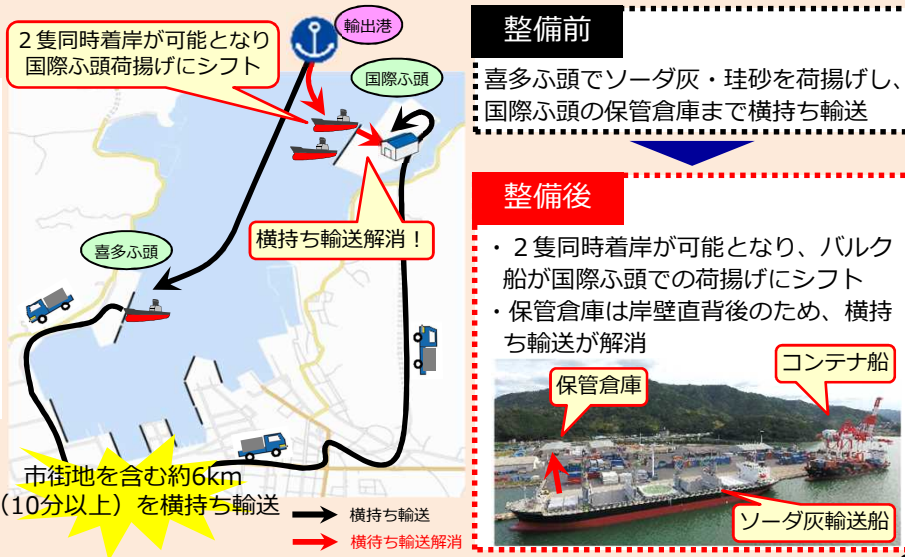 ２隻同時着岸が可能となり
国際ふ頭荷揚げにシフト
輸出港
国際ふ頭
横持ち輸送解消！
喜多ふ頭
市街地を含む約6km
（10分以上）を横持ち輸送
横持ち輸送
横待ち輸送解消
整備前
喜多ふ頭でソーダ灰・珪砂を荷揚げし、
国際ふ頭の保管倉庫まで横持ち輸送
整備後
・２隻同時着岸が可能となり、バルク
船が国際ふ頭での荷揚げにシフト
・保管倉庫は岸壁直背後のため、横持
ち輸送が解消
コンテナ船
保管倉庫
ソーダ灰輸送船